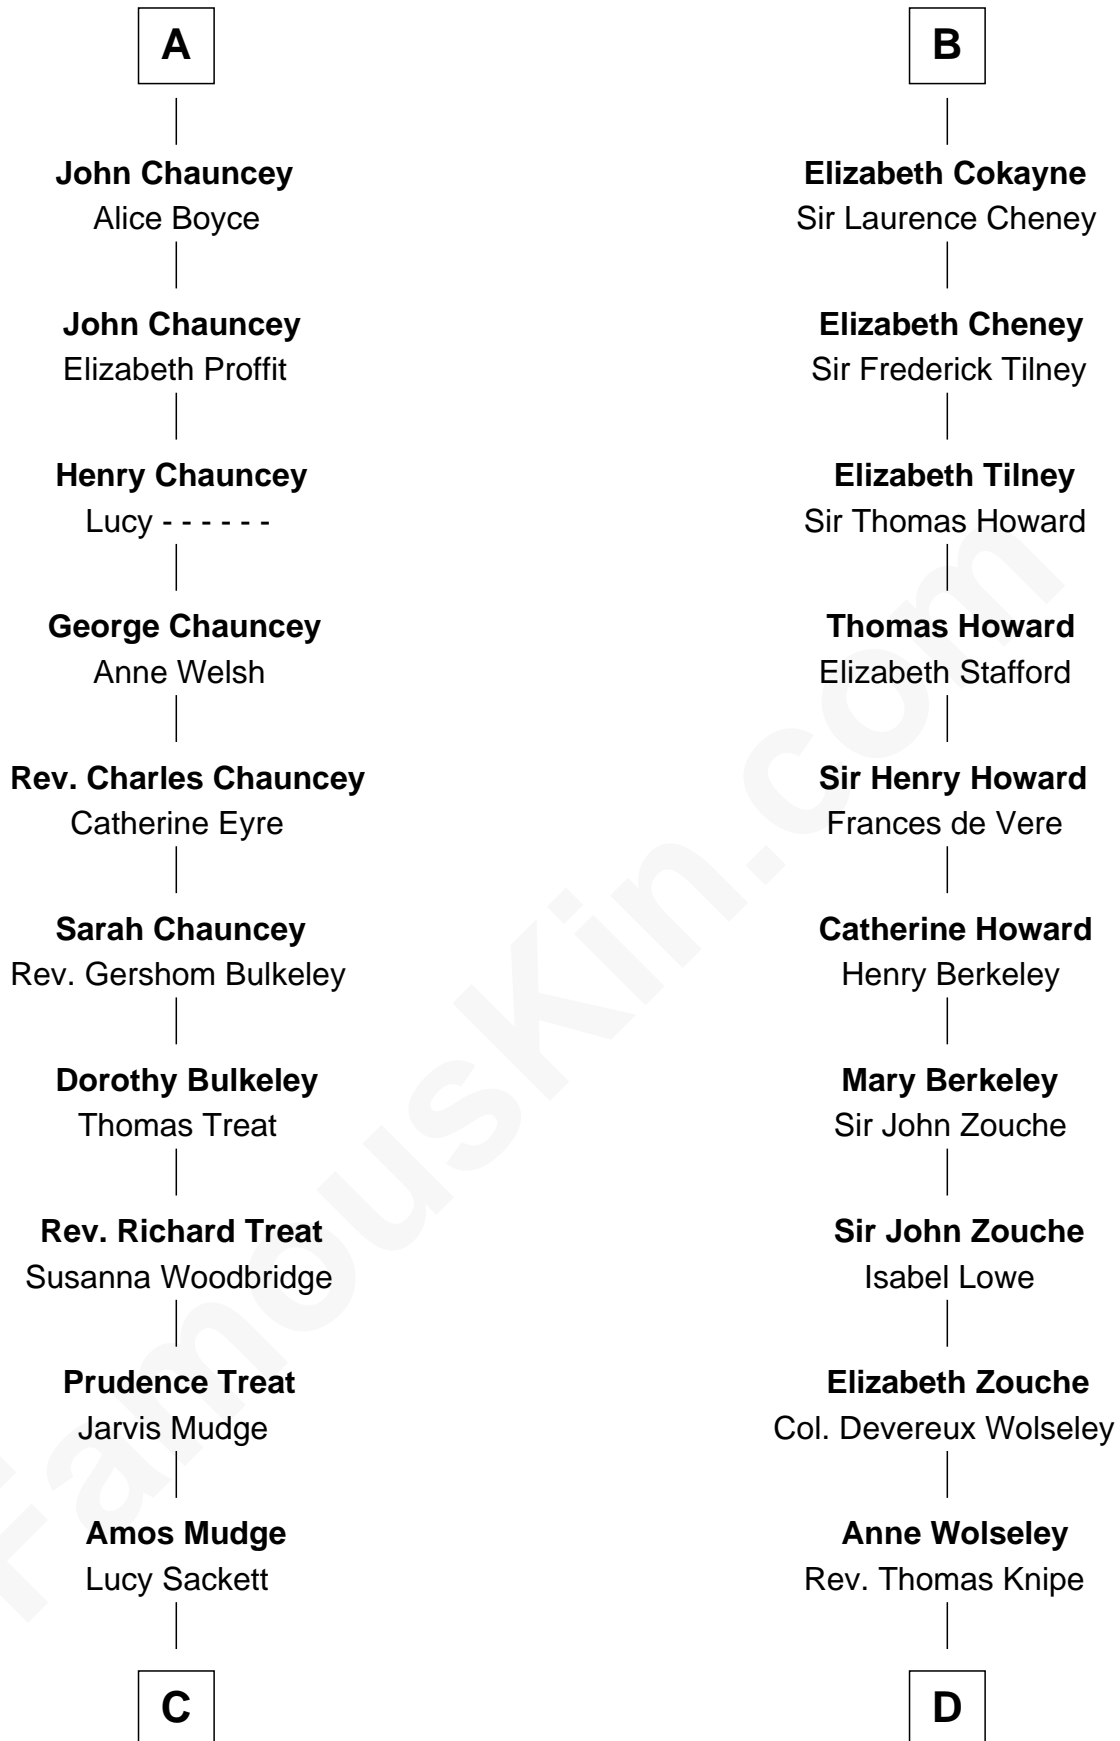 A
John Chauncey
Alice Boyce
John Chauncey
Elizabeth Proffit
Henry Chauncey
Lucy - - - - - -
George Chauncey
Anne Welsh
Rev. Charles Chauncey
Catherine Eyre
Sarah Chauncey
Rev. Gershom Bulkeley
Dorothy Bulkeley
Thomas Treat
Rev. Richard Treat
Susanna Woodbridge
Prudence Treat
Jarvis Mudge
Amos Mudge
Lucy Sackett
C
B
Elizabeth Cokayne
Sir Laurence Cheney
Elizabeth Cheney
Sir Frederick Tilney
Elizabeth Tilney
Sir Thomas Howard
Thomas Howard
Elizabeth Stafford
Sir Henry Howard
Frances de Vere
Catherine Howard
Henry Berkeley
Mary Berkeley
Sir John Zouche
Sir John Zouche
Isabel Lowe
Elizabeth Zouche
Col. Devereux Wolseley
Anne Wolseley
Rev. Thomas Knipe
D
FamousKin.com